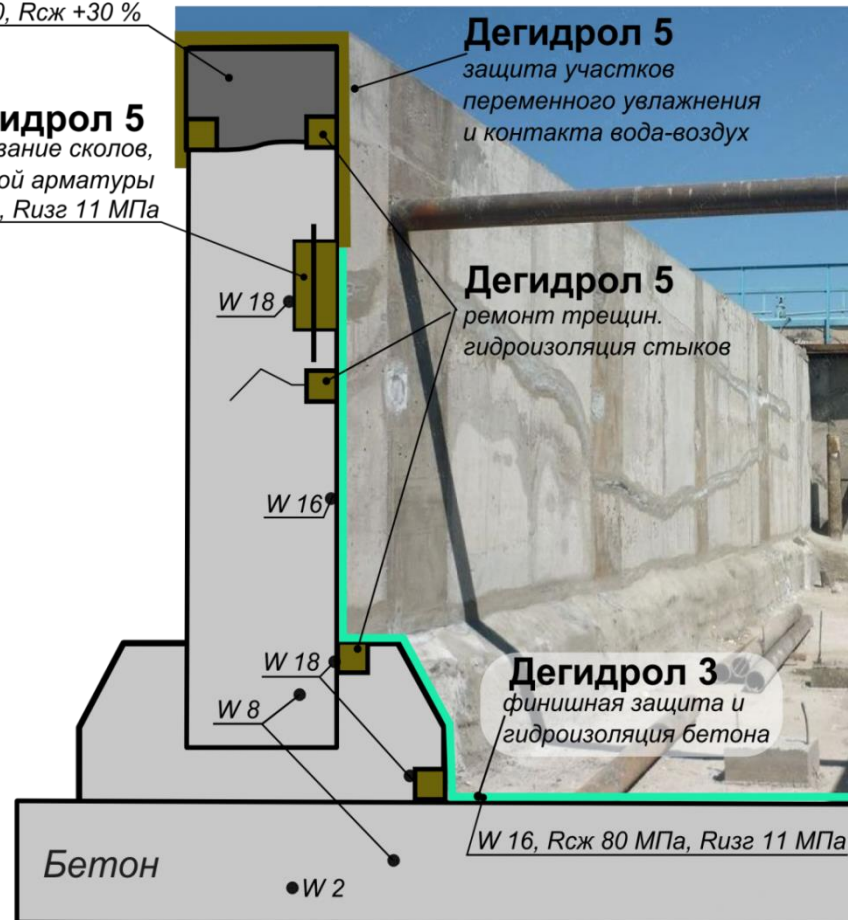 0, Rсж +30 %
Дегидрол 5
защита участков
переменного увлажнения
и контакта вода-воздух
идрол 5
вание сколов,
ой арматуры
, Rизг 11 МПа
W 18
Дегидрол 5
ремонт трещин.
гидроизоляция стыков
W 16
W 18
W 8
Дегидрол 3
финишная защита и
гидроизоляция бетона
W 16, Rсж 80 МПа, Rизг 11 МПа
Бетон
W 2